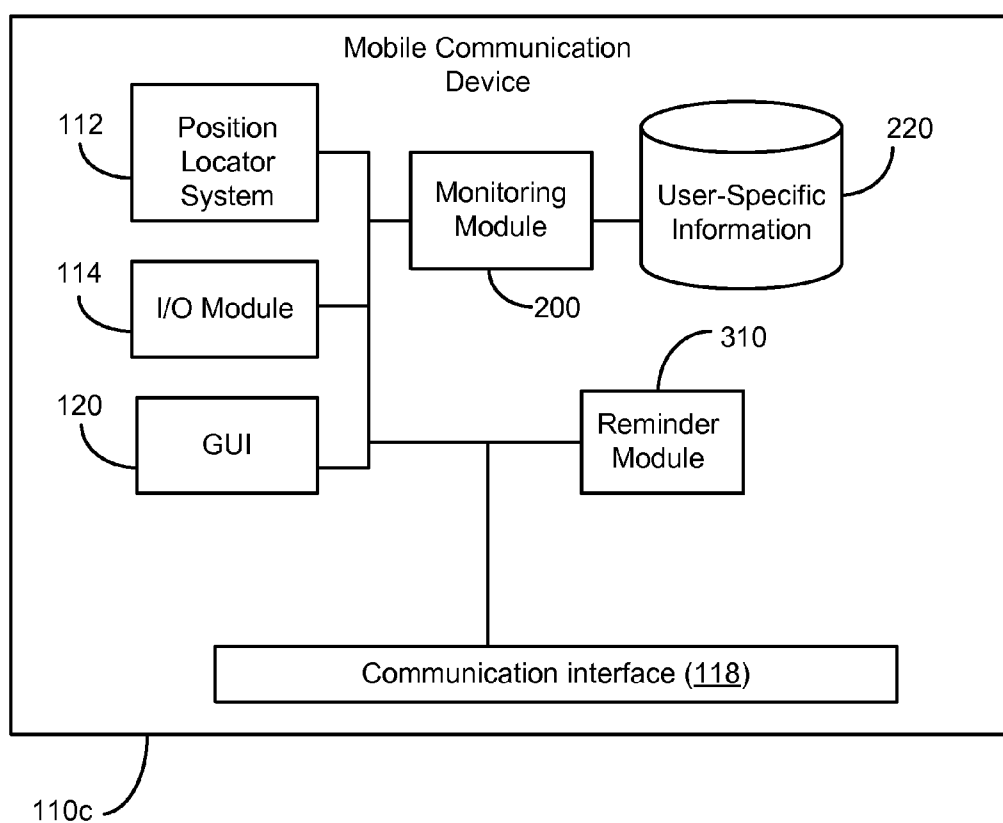 Mobile Communication
Device
112
Position
Locator
System
Monitoring
Module
200
User-Specific
Information
220
114
I/O Module
310
120
GUI
Reminder
Module
Communication interface (118)
110c